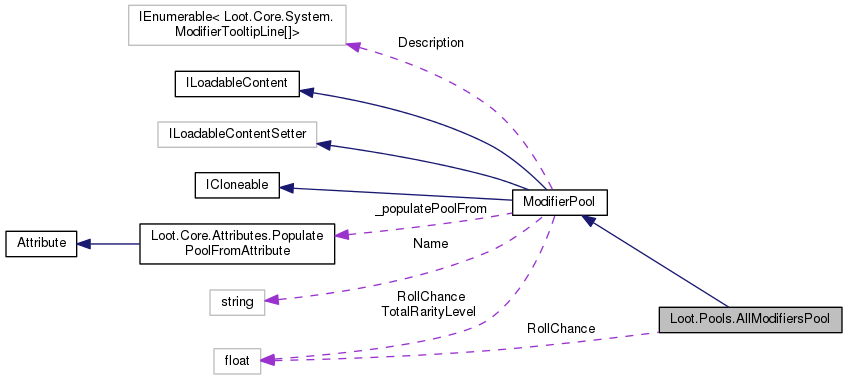 IEnumerable< Loot.Core.System.
ModifierTooltipLine[]>
Description
ILoadableContent
ILoadableContentSetter
ICloneable
ModifierPool
_populatePoolFrom
Attribute
Loot.Core.Attributes.Populate
PoolFromAttribute
Name
string
RollChance
TotalRarityLevel
Loot.Pools.AllModifiersPool
RollChance
float